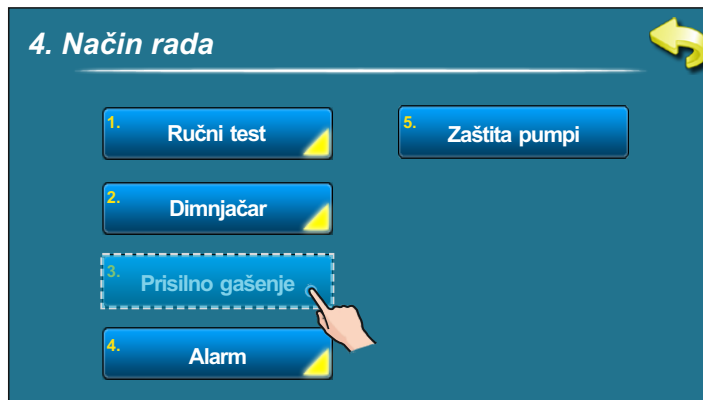 4. Način rada
1. Ručni test
2. Dimnjačar
3. Prisilno gašenje
4. Alarm
5. Zaštita pumpi